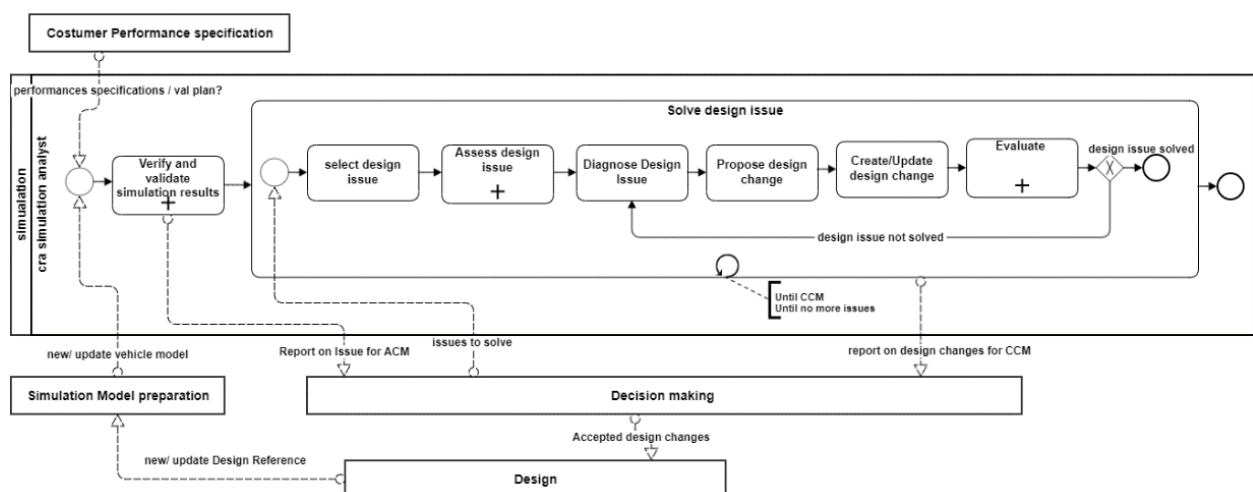 Costumer Performance specification
performances specifications / val plan?
simualation
cra simulation analyst
Solve design issue
Verify and
validate
simulation results
select design
issue
Assess design
issue
Diagnose Design
Issue
Propose design
change
Create/Update
design change
Evaluate
design issue solved
X
design issue not solved
Until CCM
Until no more issues
new/ update vehicle model
Report on Issue for ACM
issues to solve
report on design changes for CCM
Simulation Model preparation
Decision making
Accepted design changes
new/ update Design Reference
Design